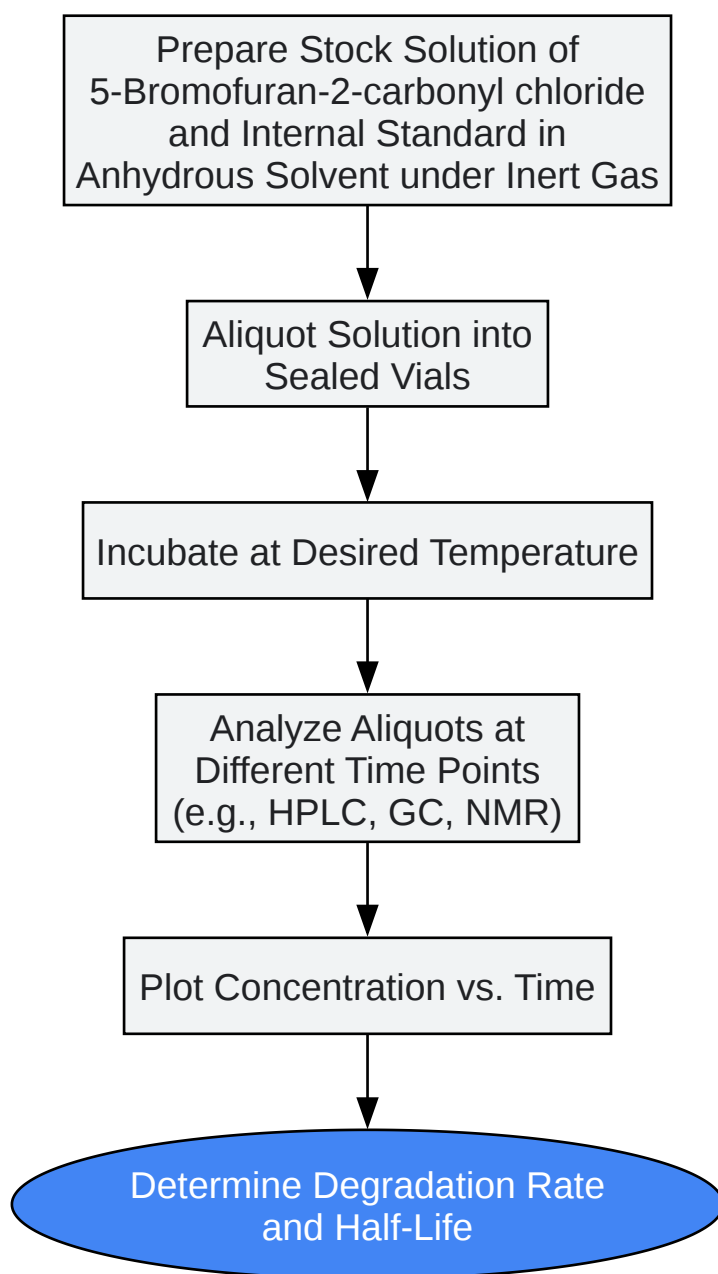 Prepare Stock Solution of
5-Bromofuran-2-carbonyl chloride
and Internal Standard in
Anhydrous Solvent under Inert Gas
Aliquot Solution into
Sealed Vials
Incubate at Desired Temperature
Analyze Aliquots at
Different Time Points
(e.g., HPLC, GC, NMR)
Plot Concentration vs. Time
Determine Degradation Rate
and Half-Life